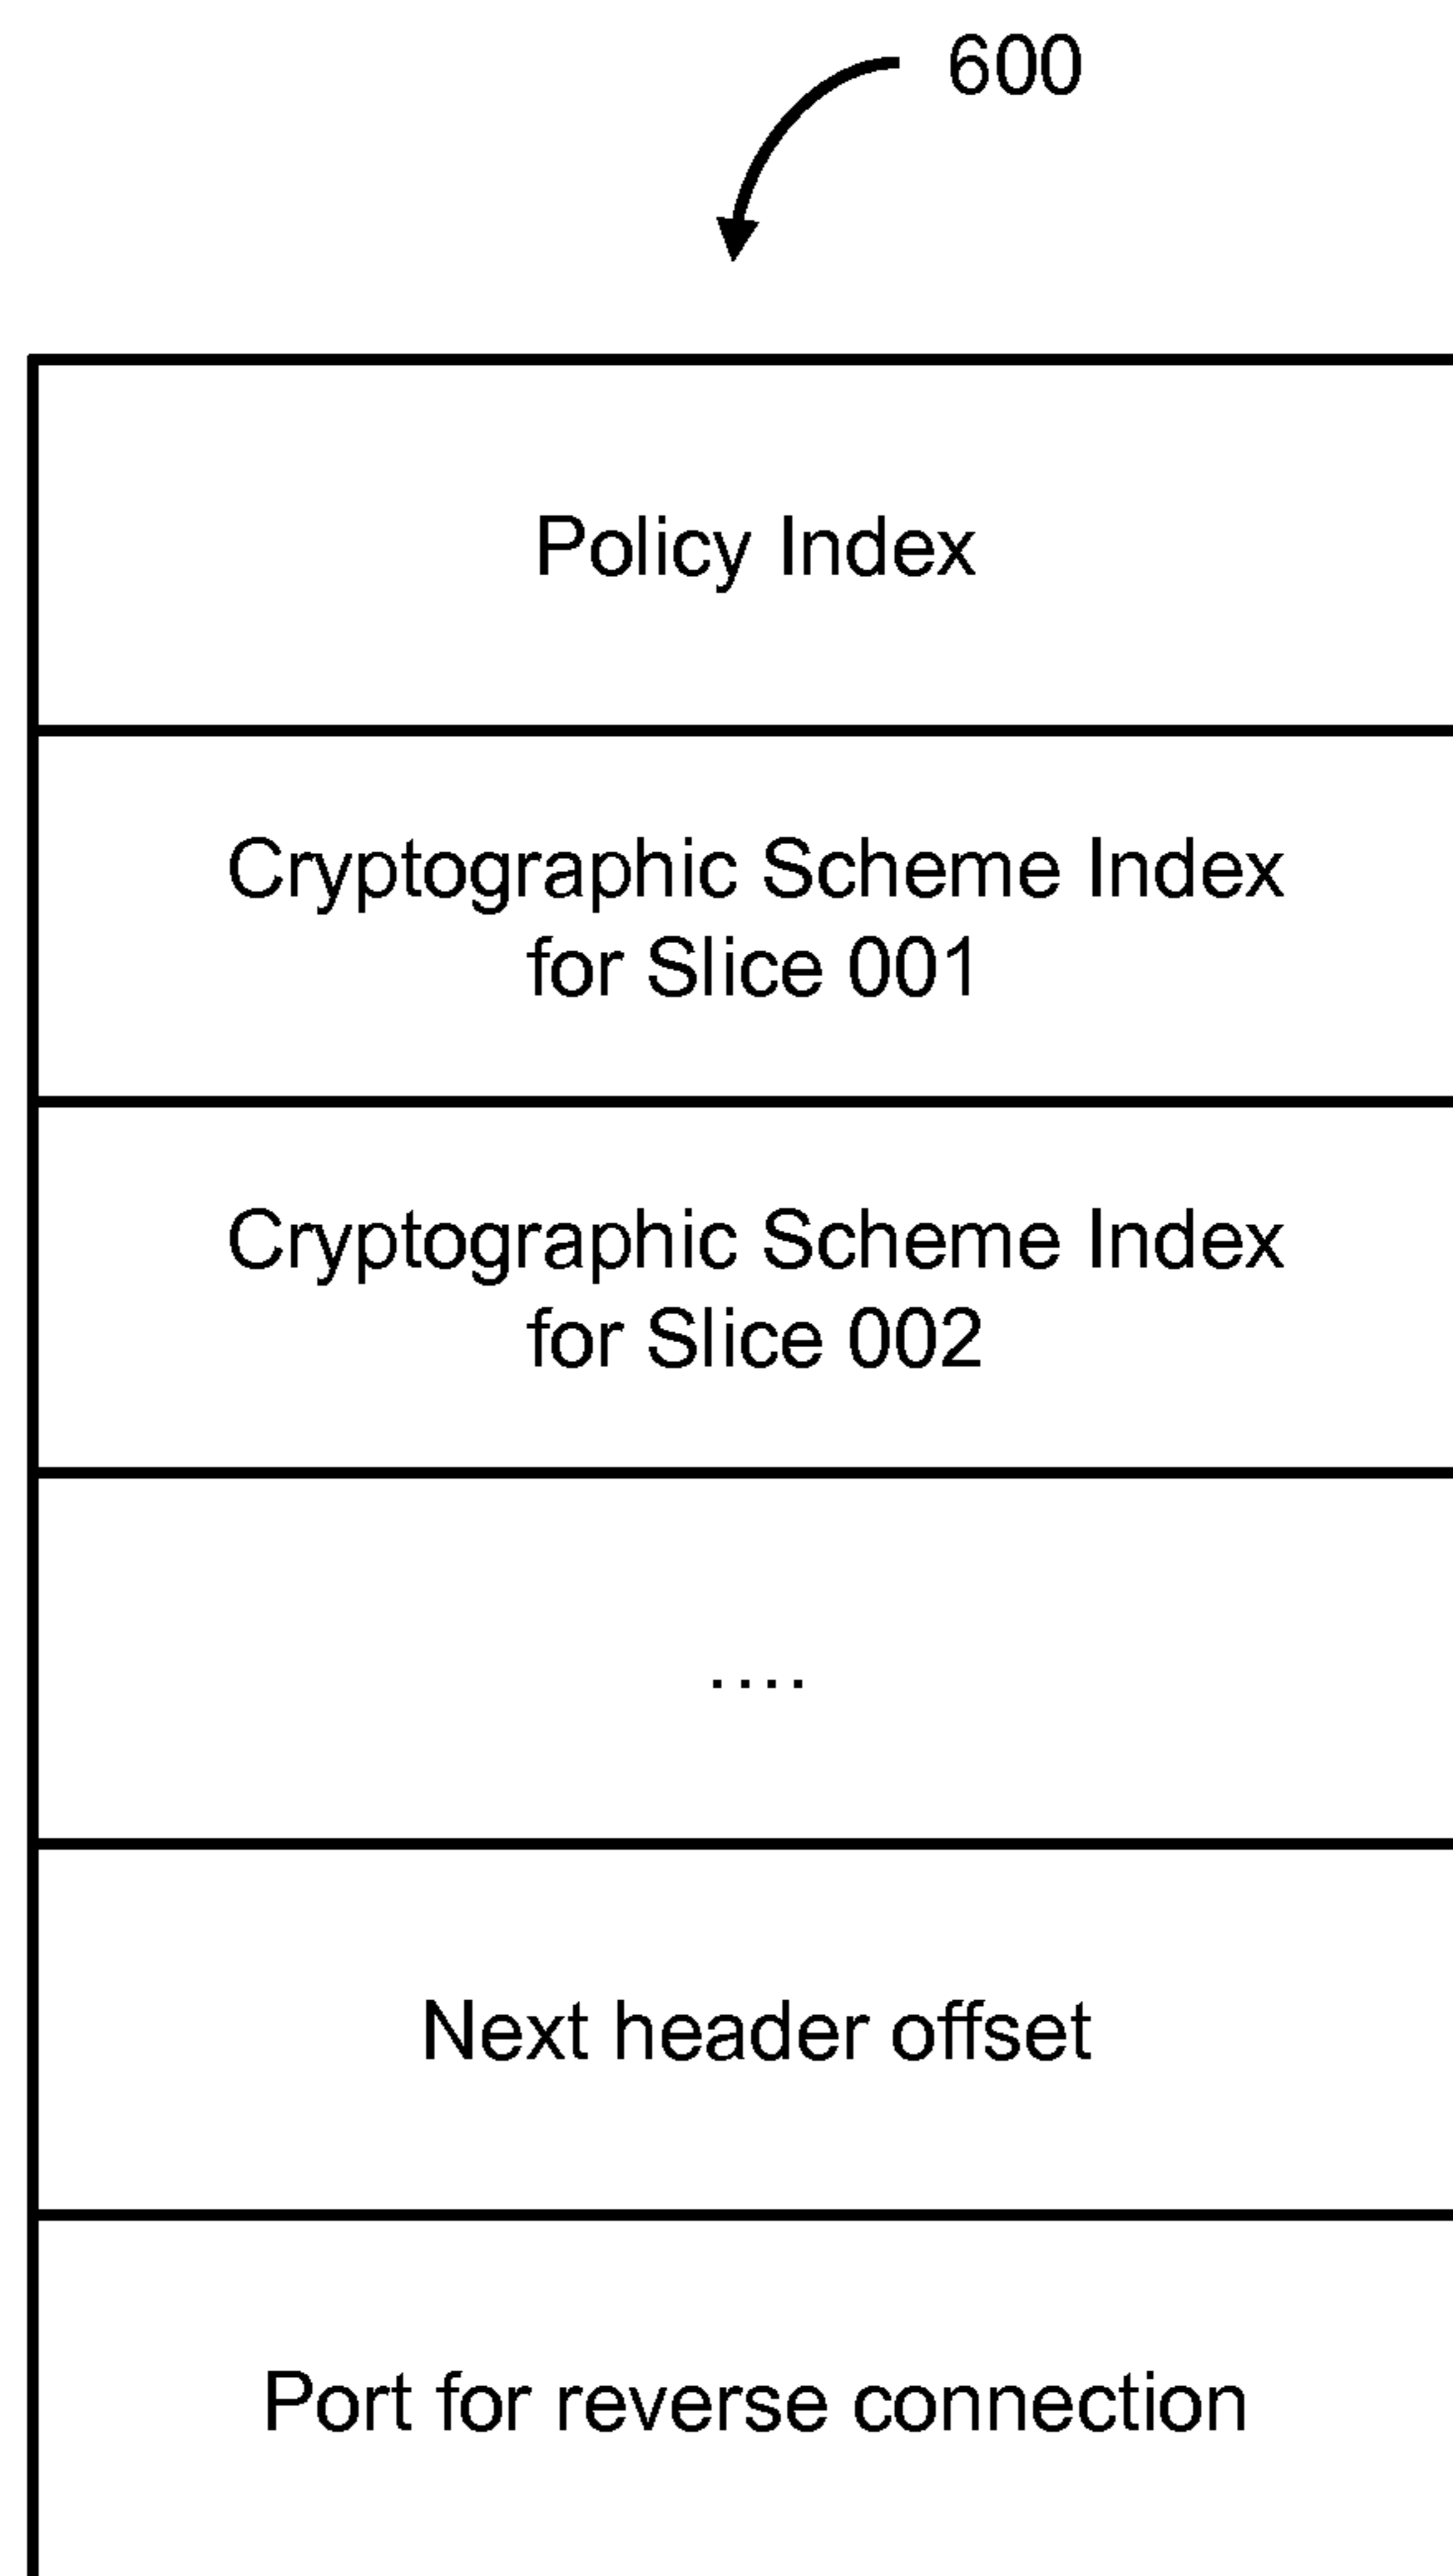 600
Policy Index
Cryptographic Scheme Index
for Slice 001
Cryptographic Scheme Index
for Slice 002
....
Next header offset
Port for reverse connection